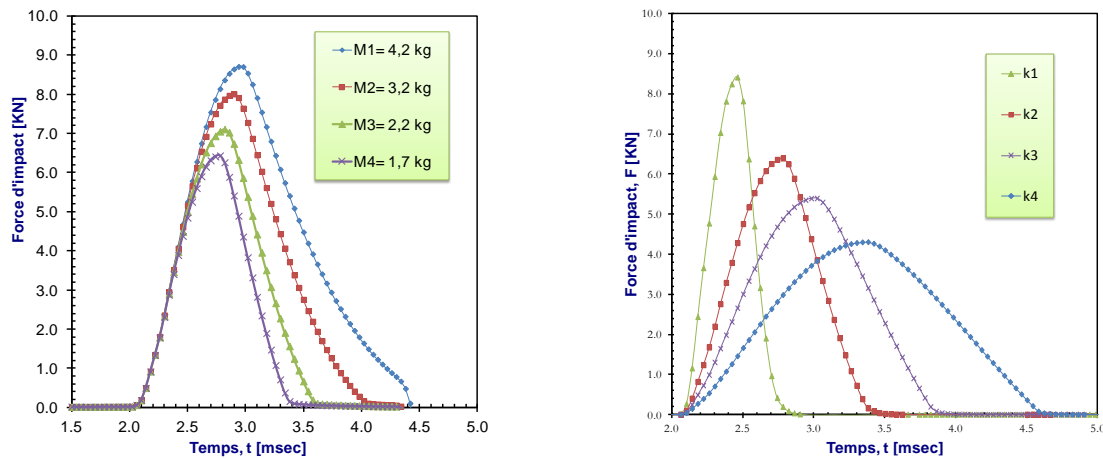 10.0
9.0
8.0
7.0
6.0
5.0
4.0
3.0
2.0
1.0
0.0
Force d'impact [KN]
M1= 4,2 kg
M2= 3,2 kg
M3= 2,2 kg
M4= 1,7 kg
1.5 2.0 2.5 3.0 3.5 4.0 4.5 5.0
Temps, t [msec]
10.0
9.0
8.0
7.0
6.0
5.0
4.0
3.0
2.0
1.0
0.0
Force d'impact, F [KN]
k1
k2
k3
k4
2.0 2.5 3.0 3.5 4.0 4.5 5.0
Temps, t [msec]